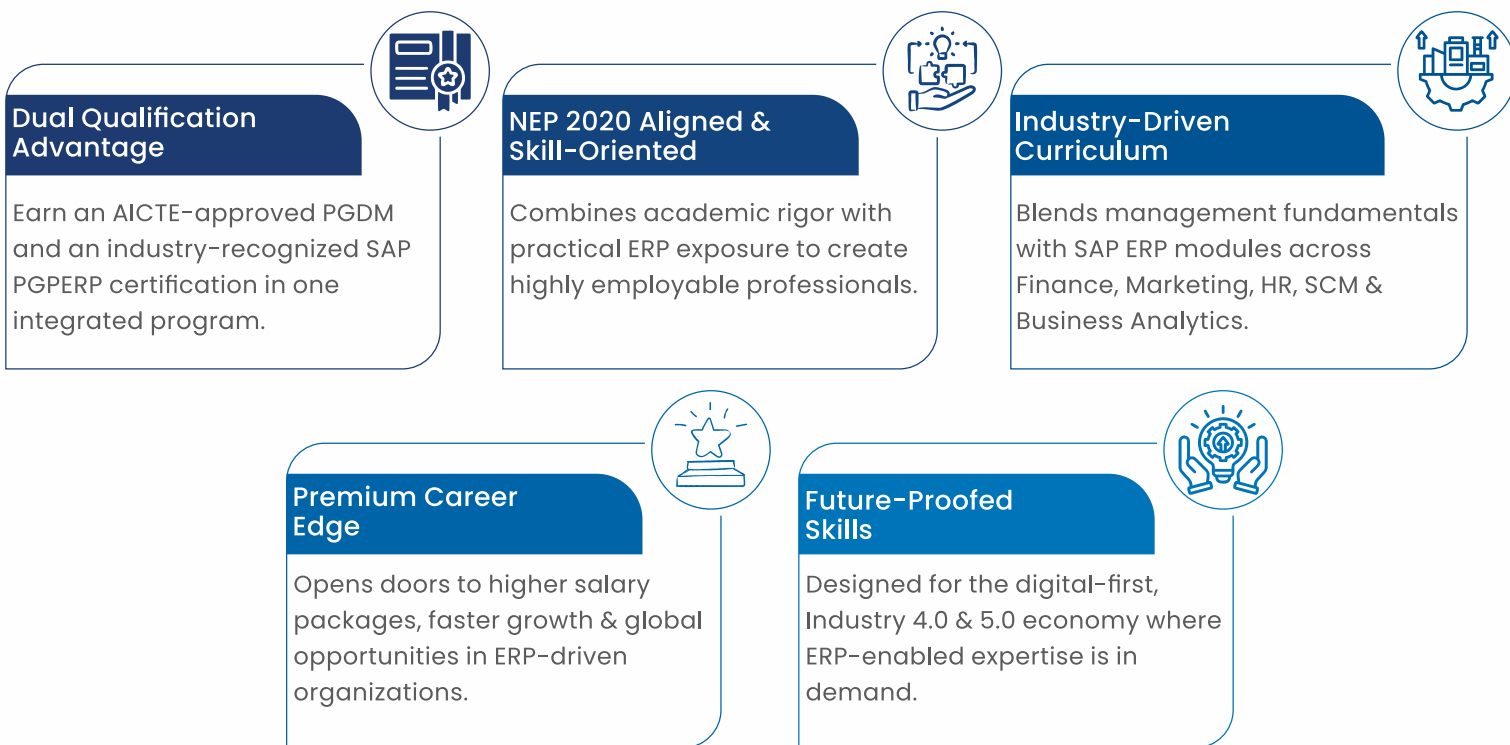 Dual Qualification
Advantage
Earn an AICTE-approved PGDM
and an industry-recognized SAP
PGPERP certification in one
integrated program.
NEP 2020 Aligned &
Skill-Oriented
Combines academic rigor with
practical ERP exposure to create
highly employable professionals.
Industry-Driven
Curriculum
Blends management fundamentals
with SAP ERP modules across
Finance, Marketing, HR, SCM &
Business Analytics.
Premium Career
Edge
Opens doors to higher salary
packages, faster growth & global
opportunities in ERP-driven
organizations.
Future-Proofed
Skills
Designed for the digital-first,
Industry 4.0 & 5.0 economy where
ERP-enabled expertise is in
demand.